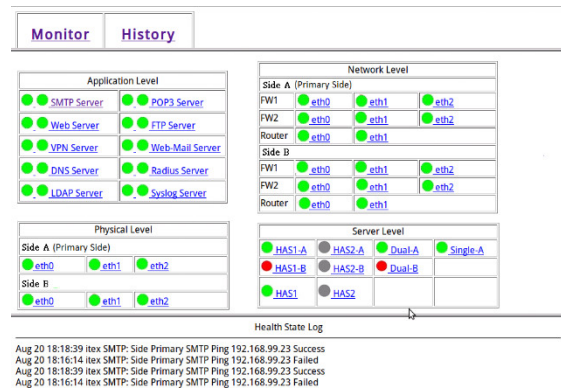 Monitor History
Application Level
SMTP Server POP3 Server
Web Server FTP Server
VPN Server Web-Mail Server
DNS Server Radius Server
LDAP Server Syslog Server
Network Level
Side A (Primary Side)
FW1 eth0 eth1 eth2
FW2 eth0 eth1 eth2
Router eth0 eth1
Side B
FW1 eth0 eth1 eth2
FW2 eth0 eth1 eth2
Router eth0 eth1
Physical Level
Side A (Primary Side)
eth0 eth1 eth2
Side B
eth0 eth1 eth2
Server Level
HAS1-A HAS2-A Dual-A Single-A
HAS1-B HAS2-B Dual-B
HAS1 HAS2
Health State Log
Aug 20 18:18:39 itex SMTP: Side Primary SMTP Ping 192.168.99.23 Success
Aug 20 18:16:14 itex SMTP: Side Primary SMTP Ping 192.168.99.23 Failed
Aug 20 18:18:39 itex SMTP: Side Primary SMTP Ping 192.168.99.23 Success
Aug 20 18:16:14 itex SMTP: Side Primary SMTP Ping 192.168.99.23 Failed